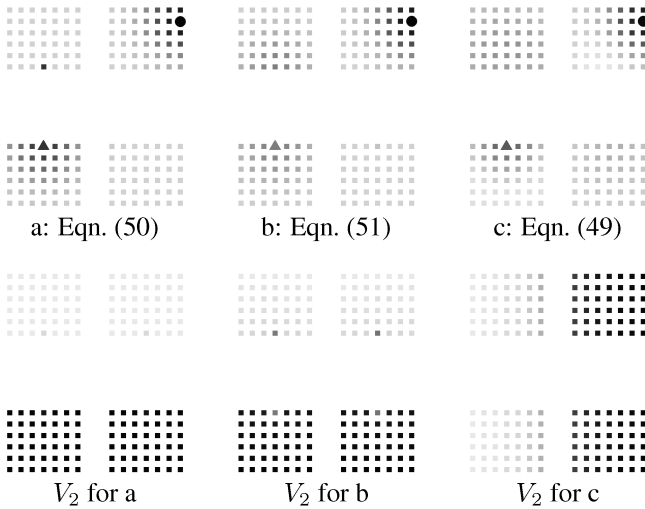 a: Eqn. (50) b: Eqn. (51) c: Eqn. (49)
V₂ for a V₂ for b V₂ for c